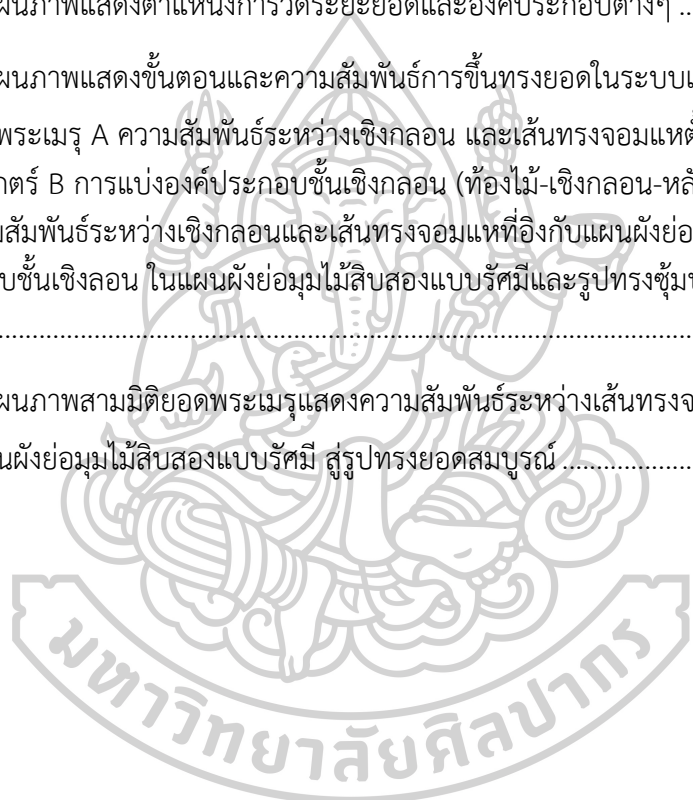 ผนภาพแสดงตำแหน่งการวัดระยะยอดและองค์ประกอบต่างๆ ..
ผนภาพแสดงขั้นตอนและความสัมพันธ์การขึ้นทรงยอดในระบบเ
พระเมรุ A ความสัมพันธ์ระหว่างเชิงกลอน และเส้นทรงจอมแหตั้
กตร์ B การแบ่งองค์ประกอบชั้นเชิงกลอน (ท้องไม้-เชิงกลอน-หลั
มสัมพันธ์ระหว่างเชิงกลอนและเส้นทรงจอมแหที่อิงกับแผนผังย่อ
บชั้นเชิงลอน ในแผนผังย่อมุมไม้สิบสองแบบรัศมีและรูปทรงซุ้มบ
....................................................................................................
ผนภาพสามมิติยอดพระเมรุแสดงความสัมพันธ์ระหว่างเส้นทรงจ
นผังย่อมุมไม้สิบสองแบบรัศมี สู่รูปทรงยอดสมบูรณ์ ....................
มหาวิทยาลัยศิลปากร